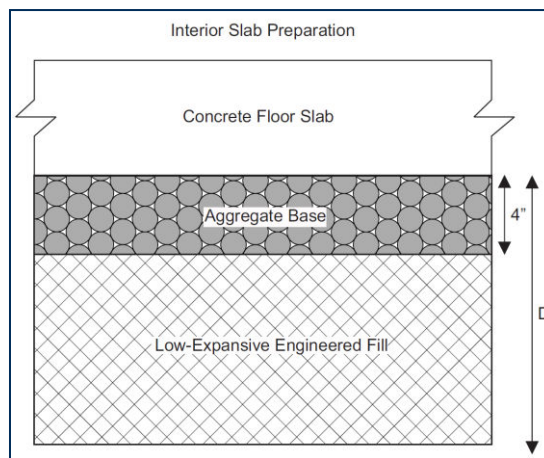 Interior Slab Preparation
Concrete Floor Slab
Aggregate Base
4"
D
Low-Expansive Engineered Fill